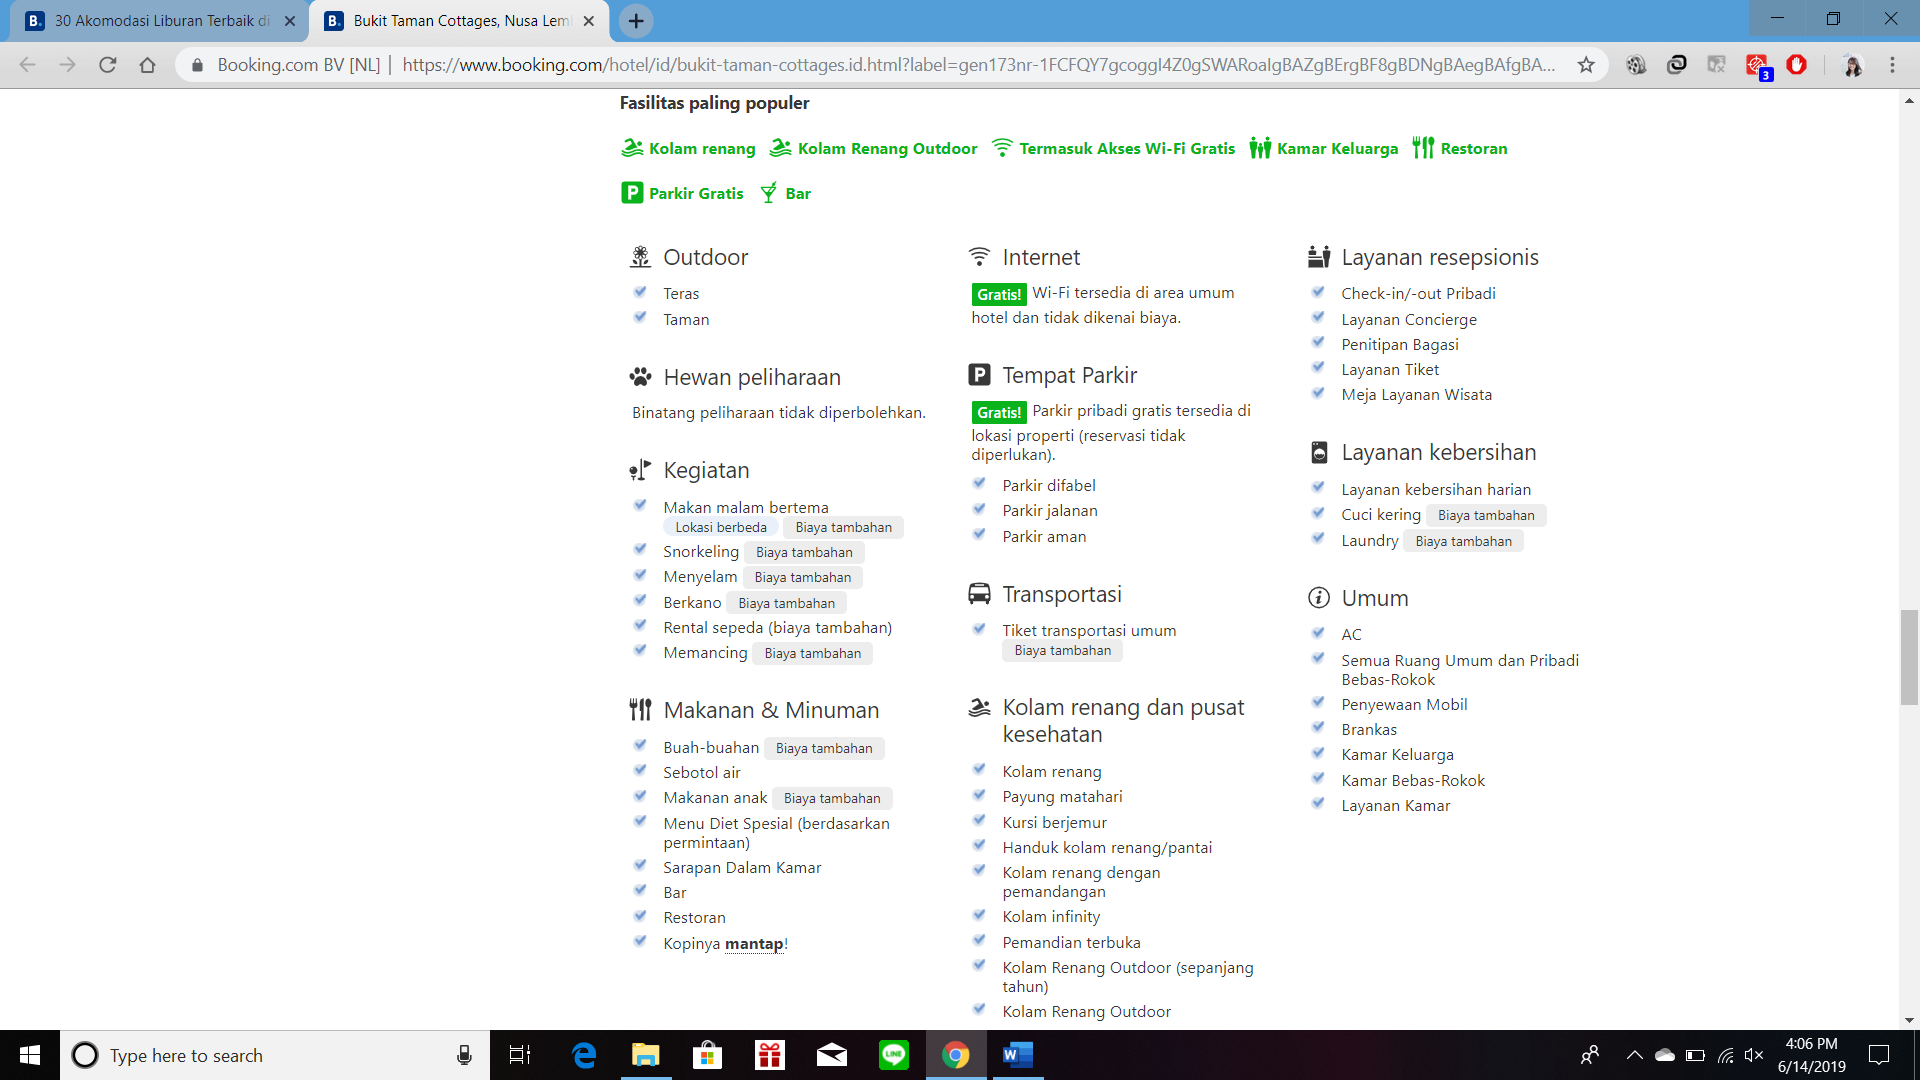 30 Akomodasi Liburan Terbaik di
Bukit Taman Cottages, Nusa Lem
Booking.com BV [NL] | https://www.booking.com/hotel/id/bukit-taman-cottages.id.html?label=gen173nr-1FCFQY7gcoggI4Z0gSWARoaIgBAZgBErgBF8gBDNgBAegBAfgBA...
3
Fasilitas paling populer
Kolam renang Kolam Renang Outdoor Termasuk Akses Wi-Fi Gratis Kamar Keluarga Restoran
P Parkir Gratis Bar
Outdoor
Teras
Taman
Hewan peliharaan
Binatang peliharaan tidak diperbolehkan.
Kegiatan
Makan malam bertema
Lokasi berbeda Biaya tambahan
Snorkeling Biaya tambahan
Menyelam Biaya tambahan
Berkano Biaya tambahan
Rental sepeda (biaya tambahan)
Memancing Biaya tambahan
Makanan & Minuman
Buah-buahan Biaya tambahan
Sebotol air
Makanan anak Biaya tambahan
Menu Diet Spesial (berdasarkan
permintaan)
Sarapan Dalam Kamar
Bar
Restoran
Kopinya mantap!
Internet
Gratis! Wi-Fi tersedia di area umum
hotel dan tidak dikenai biaya.
P Tempat Parkir
Gratis! Parkir pribadi gratis tersedia di
lokasi properti (reservasi tidak
diperlukan).
Parkir difabel
Parkir jalanan
Parkir aman
Transportasi
Tiket transportasi umum
Biaya tambahan
Kolam renang dan pusat
kesehatan
Kolam renang
Payung matahari
Kursi berjemur
Handuk kolam renang/pantai
Kolam renang dengan
pemandangan
Kolam infinity
Pemandian terbuka
Kolam Renang Outdoor (sepanjang
tahun)
Kolam Renang Outdoor
Layanan resepsionis
Check-in/-out Pribadi
Layanan Concierge
Penitipan Bagasi
Layanan Tiket
Meja Layanan Wisata
Layanan kebersihan
Layanan kebersihan harian
Cuci kering Biaya tambahan
Laundry Biaya tambahan
Umum
AC
Semua Ruang Umum dan Pribadi
Bebas-Rokok
Penyewaan Mobil
Brankas
Kamar Keluarga
Kamar Bebas-Rokok
Layanan Kamar
Type here to search
LINE
4:06 PM
6/14/2019